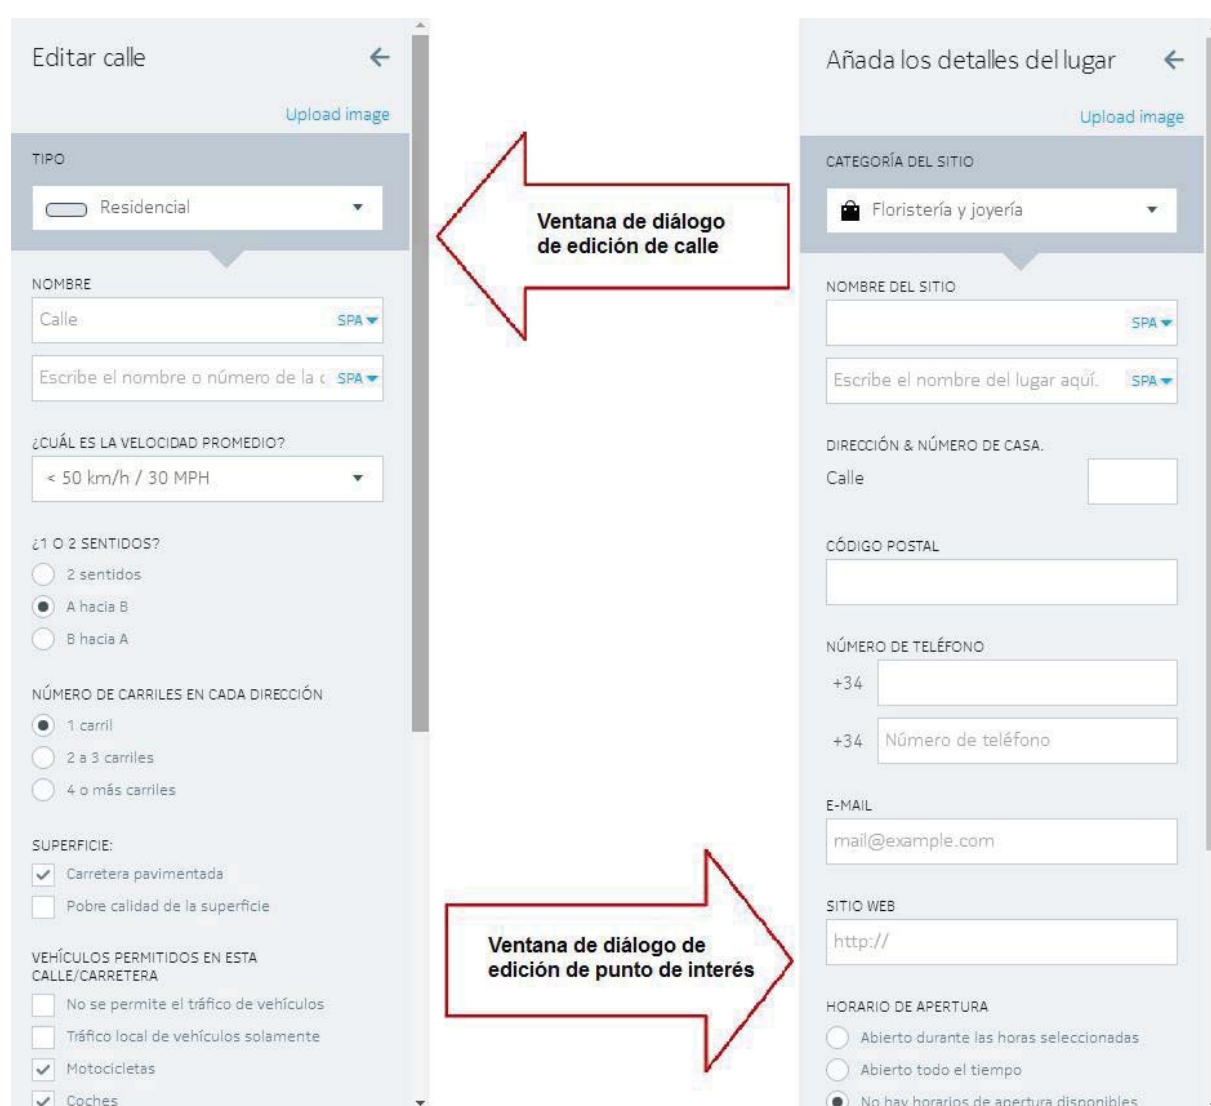 Editar calle
Upload image
TIPO
Residencial
NOMBRE
Calle SPA
Escribe el nombre o número de la c SPA
¿CUÁL ES LA VELOCIDAD PROMEDIO?
< 50 km/h / 30 MPH
¿1 O 2 SENTIDOS?
2 sentidos
A hacia B
B hacia A
NÚMERO DE CARRILES EN CADA DIRECCIÓN
1 carril
2 a 3 carriles
4 o más carriles
SUPERFICIE:
Carretera pavimentada
Pobre calidad de la superficie
VEHÍCULOS PERMITIDOS EN ESTA
CALLE/CARRETERA
No se permite el tráfico de vehículos
Tráfico local de vehículos solamente
Motocicletas
Coches
Ventana de diálogo
de edición de calle
Ventana de diálogo de
edición de punto de interés
Añada los detalles del lugar
Upload image
CATEGORÍA DEL SITIO
Floristería y joyería
NOMBRE DEL SITIO
SPA
Escribe el nombre del lugar aquí. SPA
DIRECCIÓN & NÚMERO DE CASA.
Calle
CÓDIGO POSTAL
NÚMERO DE TELÉFONO
+34
+34 Número de teléfono
E-MAIL
mail@example.com
SITIO WEB
http://
HORARIO DE APERTURA
Abierto durante las horas seleccionadas
Abierto todo el tiempo
No hay horarios de apertura disponibles